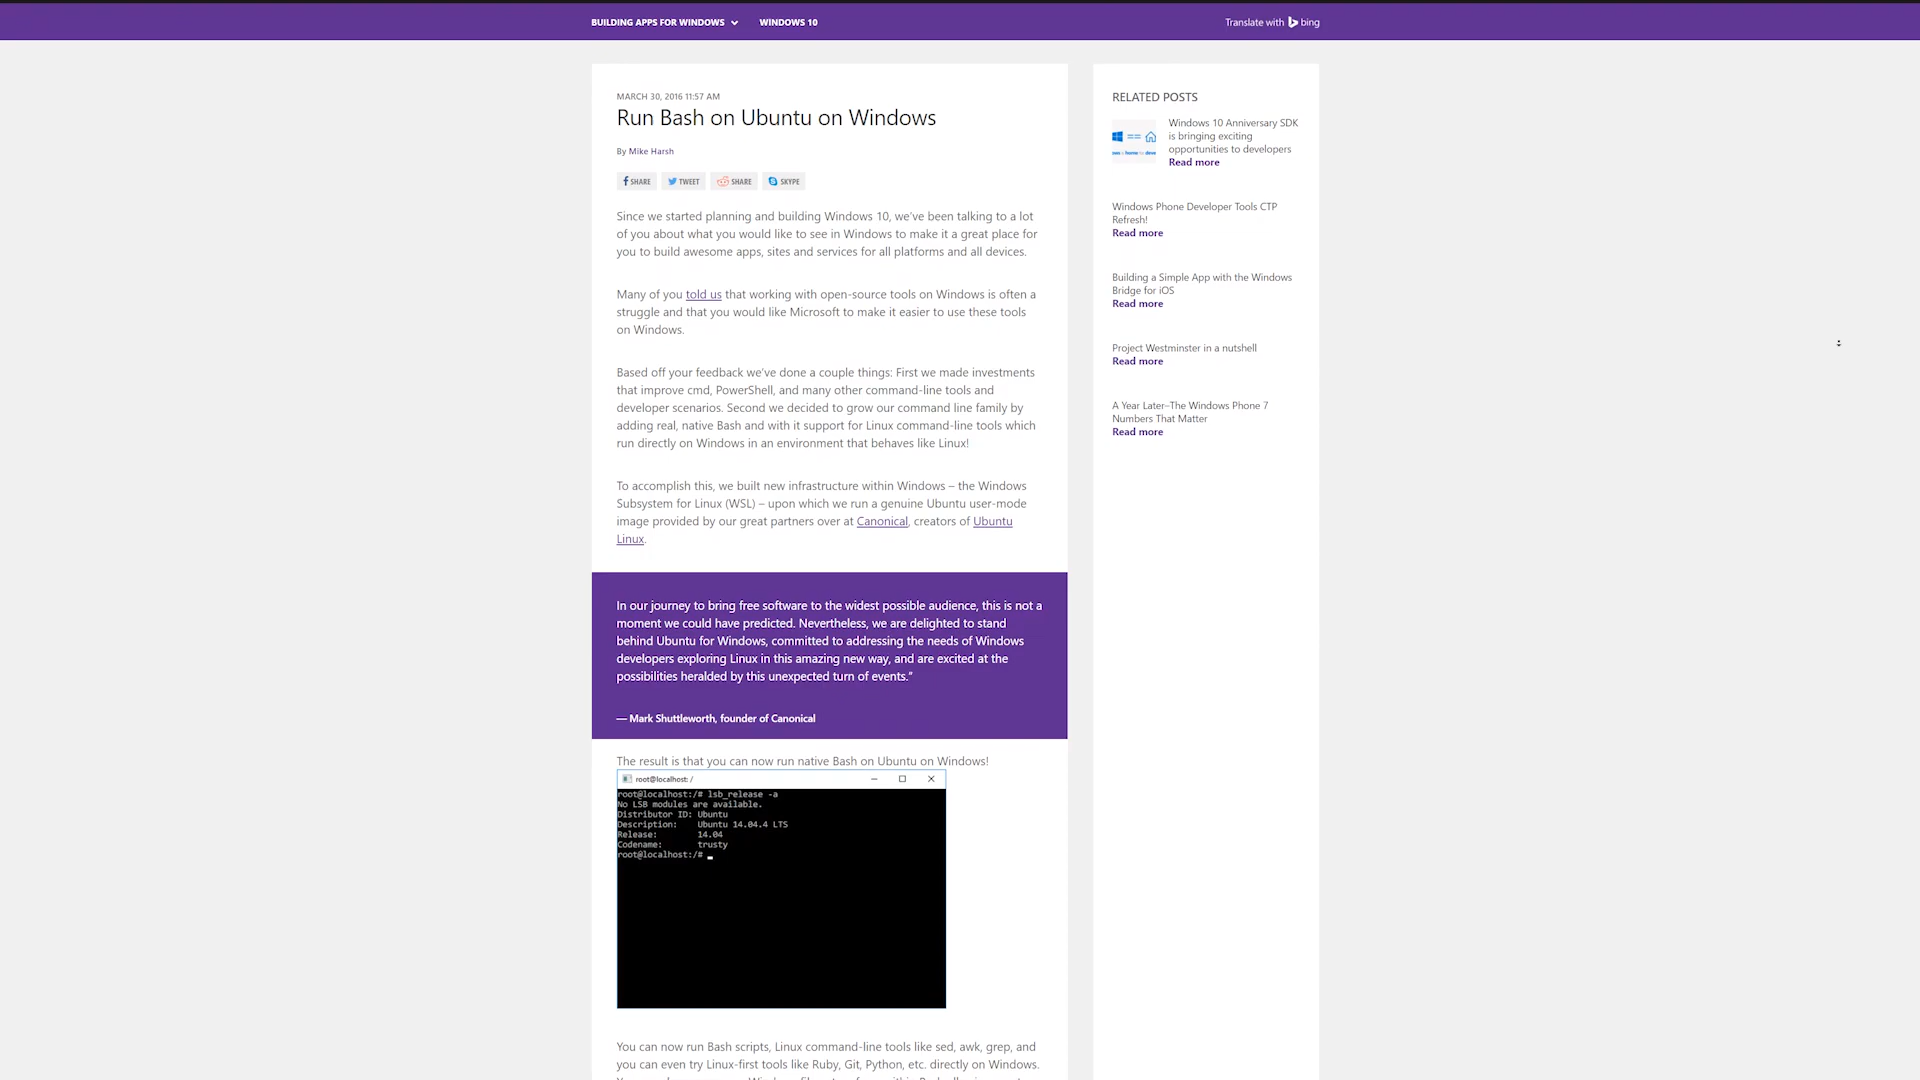 BUILDING APPS FOR WINDOWS
WINDOWS 10
Translate with bing
MARCH 30, 2016 11:57 AM
Run Bash on Ubuntu on Windows
By Mike Harsh
SHARE
TWEET
SHARE
SKYPE
Since we started planning and building Windows 10, we've been talking to a lot
of you about what you would like to see in Windows to make it a great place for
you to build awesome apps, sites and services for all platforms and all devices.
Many of you told us that working with open-source tools on Windows is often a
struggle and that you would like Microsoft to make it easier to use these tools
on Windows.
Based off your feedback we've done a couple things: First we made investments
that improve cmd, PowerShell, and many other command-line tools and
developer scenarios. Second we decided to grow our command line family by
adding real, native Bash and with it support for Linux command-line tools which
run directly on Windows in an environment that behaves like Linux!
To accomplish this, we built new infrastructure within Windows – the Windows
Subsystem for Linux (WSL) – upon which we run a genuine Ubuntu user-mode
image provided by our great partners over at Canonical, creators of Ubuntu
Linux.
In our journey to bring free software to the widest possible audience, this is not a
moment we could have predicted. Nevertheless, we are delighted to stand
behind Ubuntu for Windows, committed to addressing the needs of Windows
developers exploring Linux in this amazing new way, and are excited at the
possibilities heralded by this unexpected turn of events."
— Mark Shuttleworth, founder of Canonical
The result is that you can now run native Bash on Ubuntu on Windows!
root@localhost: /
root@localhost:/# lsb_release -a
No LSB modules are available.
Distributor ID: Ubuntu
Description: Ubuntu 14.04.4 LTS
Release: 14.04
Codename: trusty
root@localhost:/#
You can now run Bash scripts, Linux command-line tools like sed, awk, grep, and
you can even try Linux-first tools like Ruby, Git, Python, etc. directly on Windows.
RELATED POSTS
Windows 10 Anniversary SDK
is bringing exciting
opportunities to developers
Read more
Windows Phone Developer Tools CTP
Refresh!
Read more
Building a Simple App with the Windows
Bridge for iOS
Read more
Project Westminster in a nutshell
Read more
A Year Later–The Windows Phone 7
Numbers That Matter
Read more